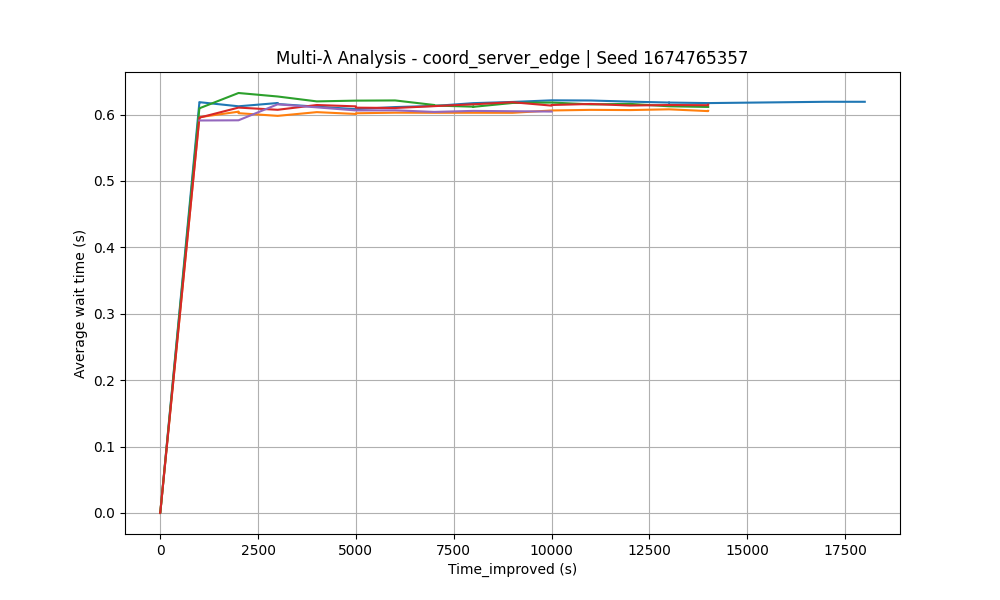 Multi-λ Analysis - coord_server_edge | Seed 1674765357
Average wait time (s)
0.6
0.5
0.4
0.3
0.2
0.1
0.0
0 2500 5000 7500 10000 12500 15000 17500
Time_improved (s)